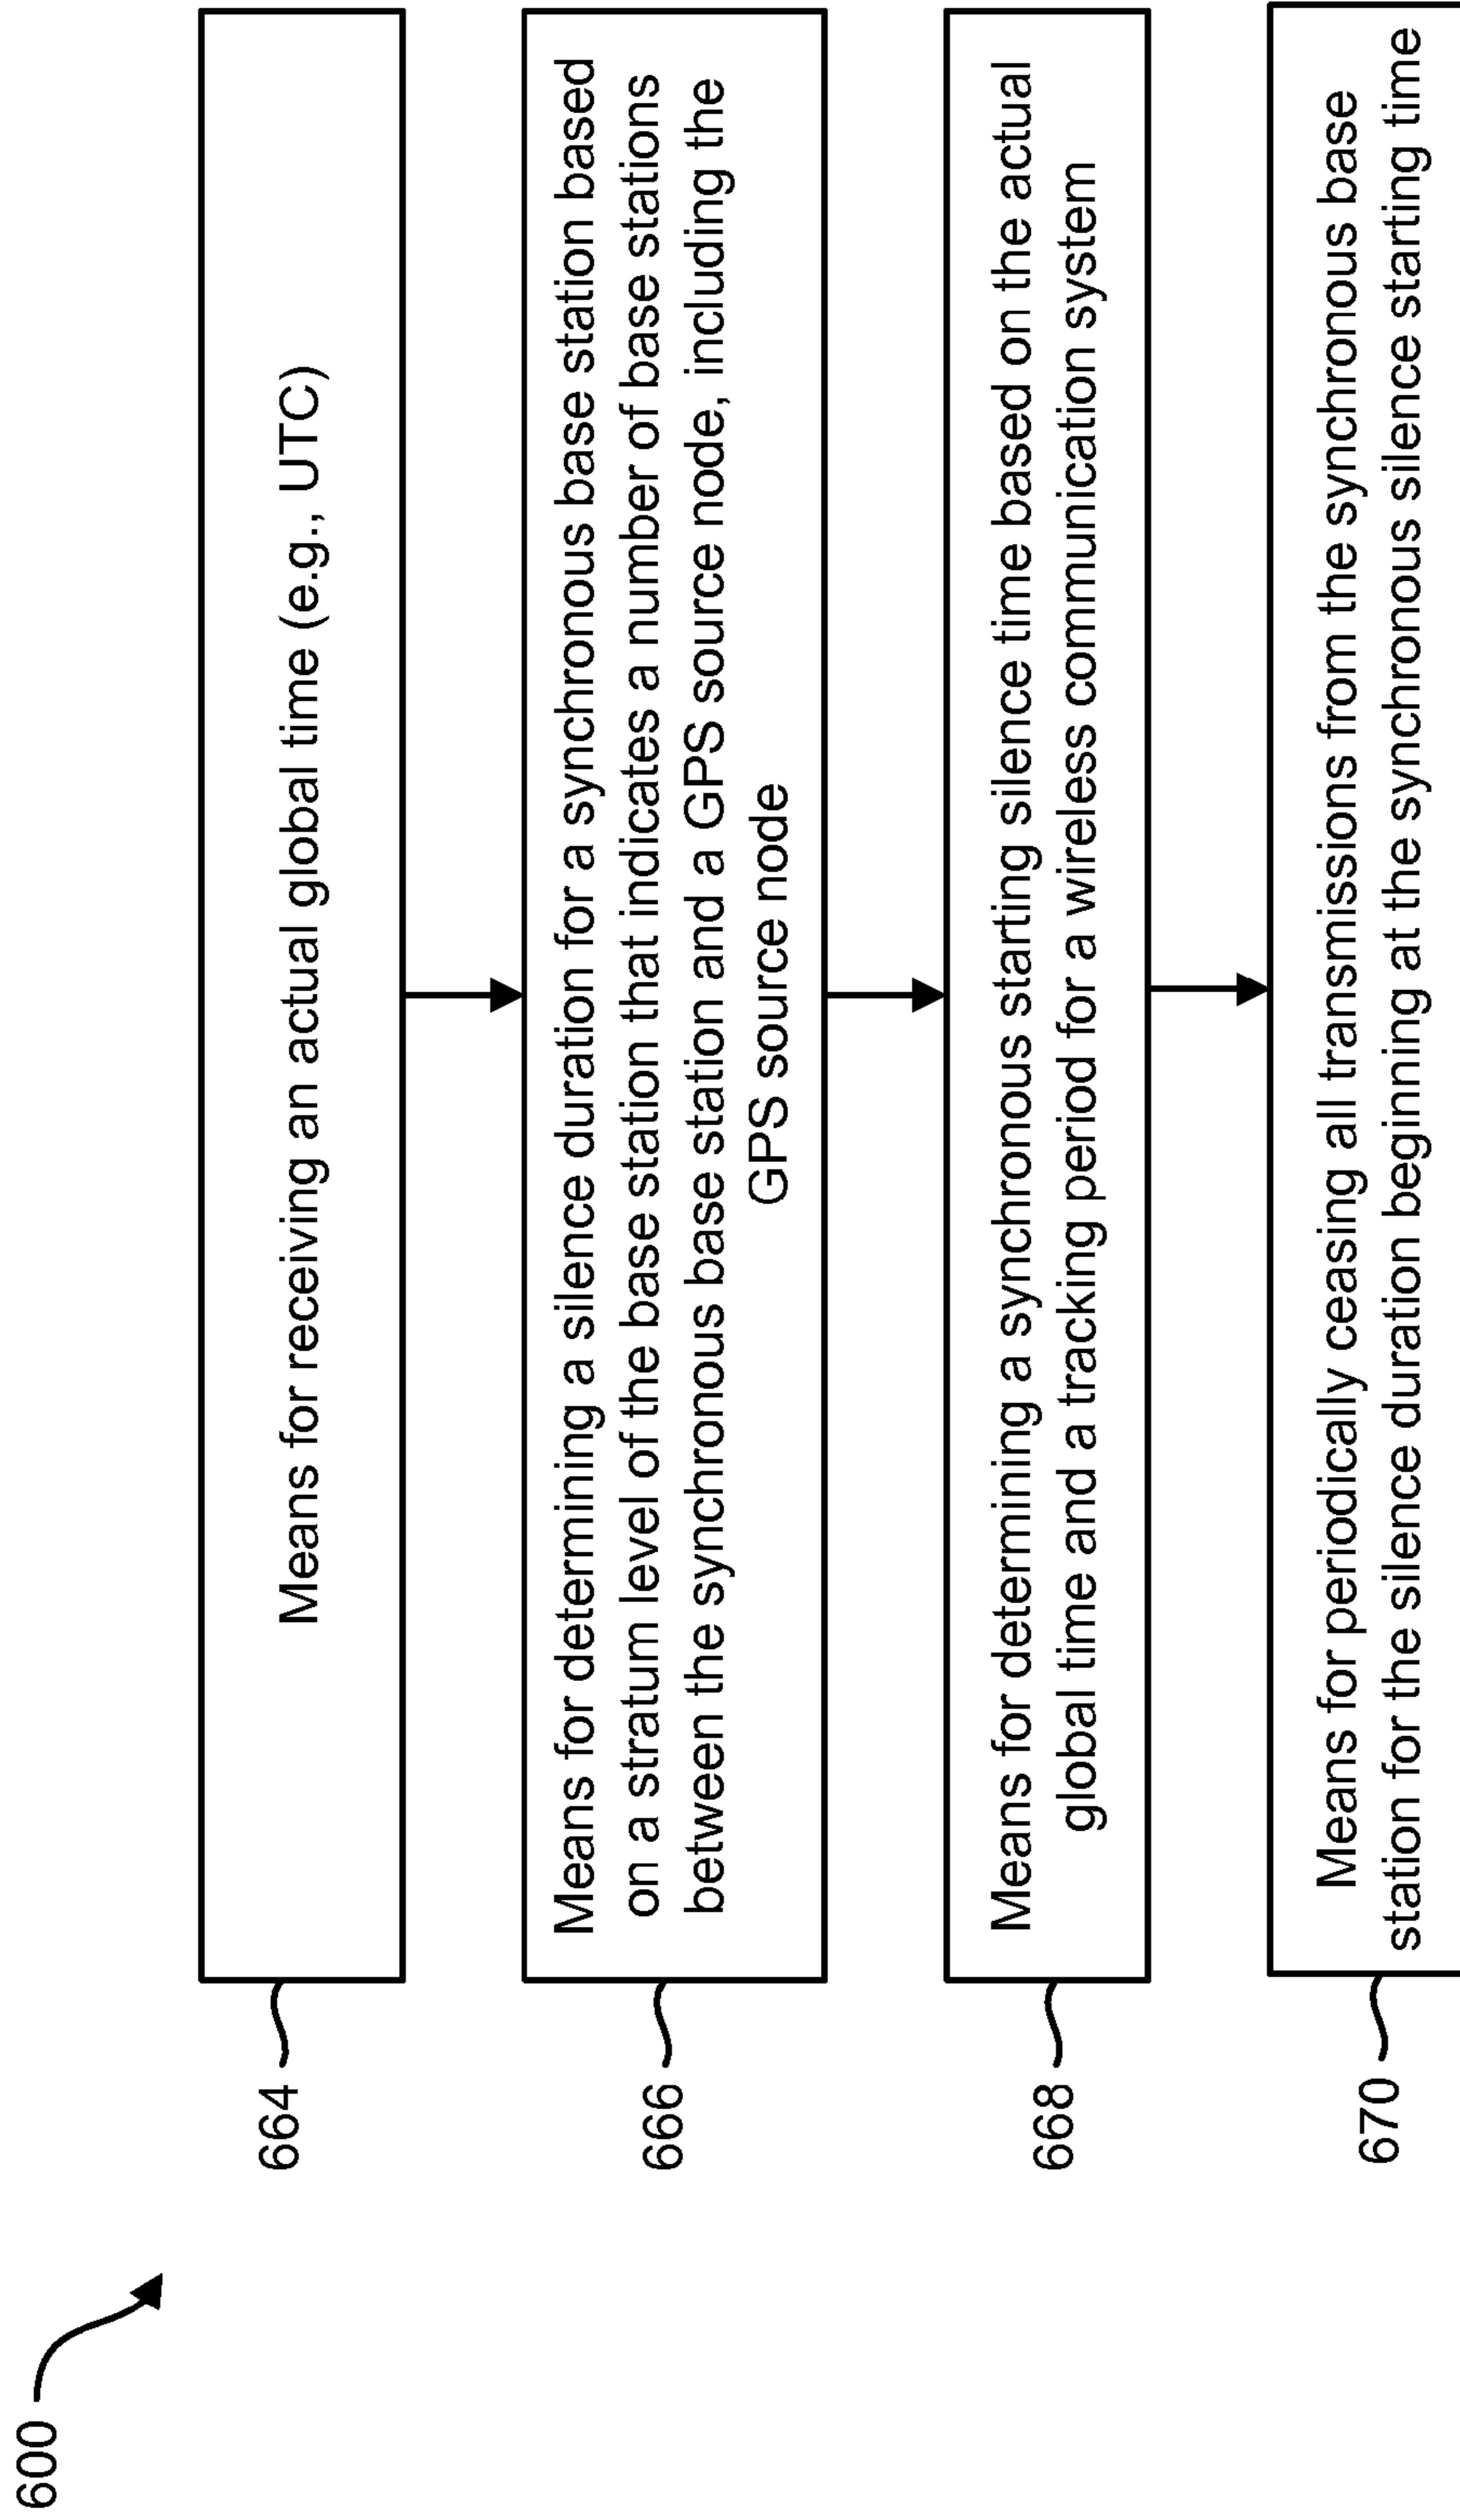 600
664
Means for receiving an actual global time (e.g., UTC)
666
Means for determining a silence duration for a synchronous base station based
on a stratum level of the base station that indicates a number of base stations
between the synchronous base station and a GPS source node, including the
GPS source node
668
Means for determining a synchronous starting silence time based on the actual
global time and a tracking period for a wireless communication system
670
Means for periodically ceasing all transmissions from the synchronous base
station for the silence duration beginning at the synchronous silence starting time